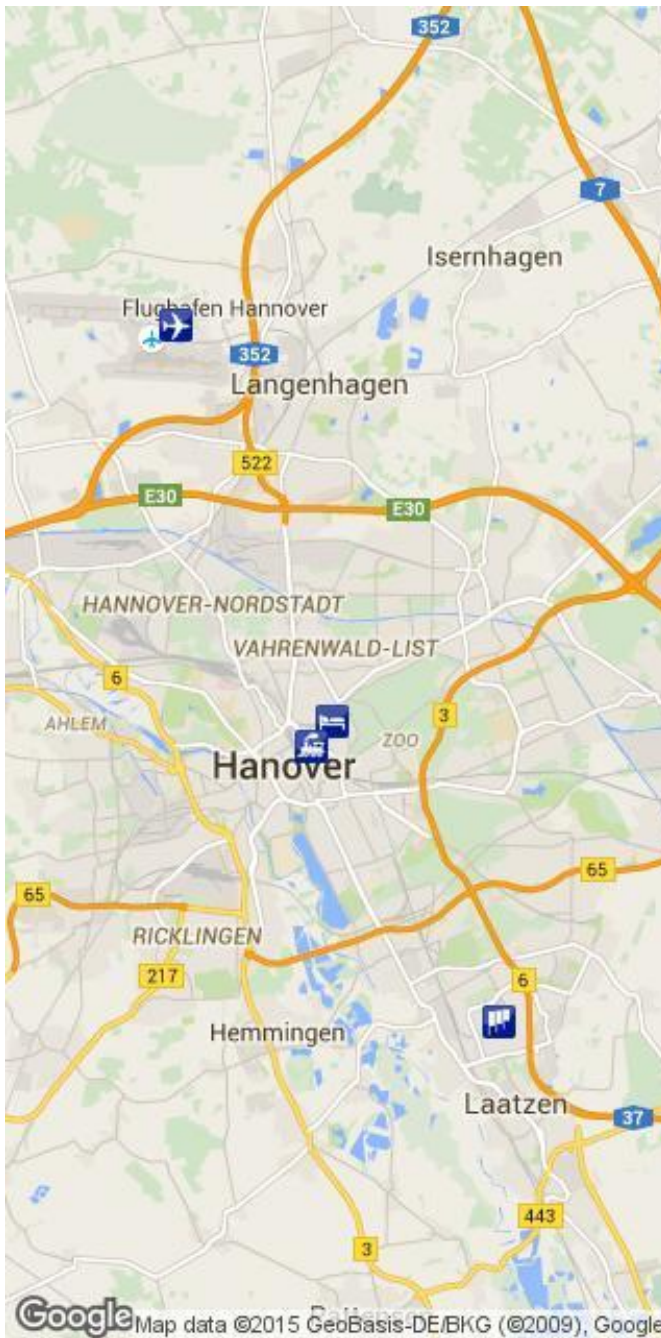 352
7
Isernhagen
Flughafen Hannover
352
Langenhagen
522
E30
E30
HANNOVER-NORDSTADT
VAHRENWALD-LIST
6
3
AHLEM
ZOO
Hanover
65
65
RICKLINGEN
217
6
Hemmingen
Laatzen
37
443
3
Google Map data ©2015 GeoBasis-DE/BKG (©2009), Google